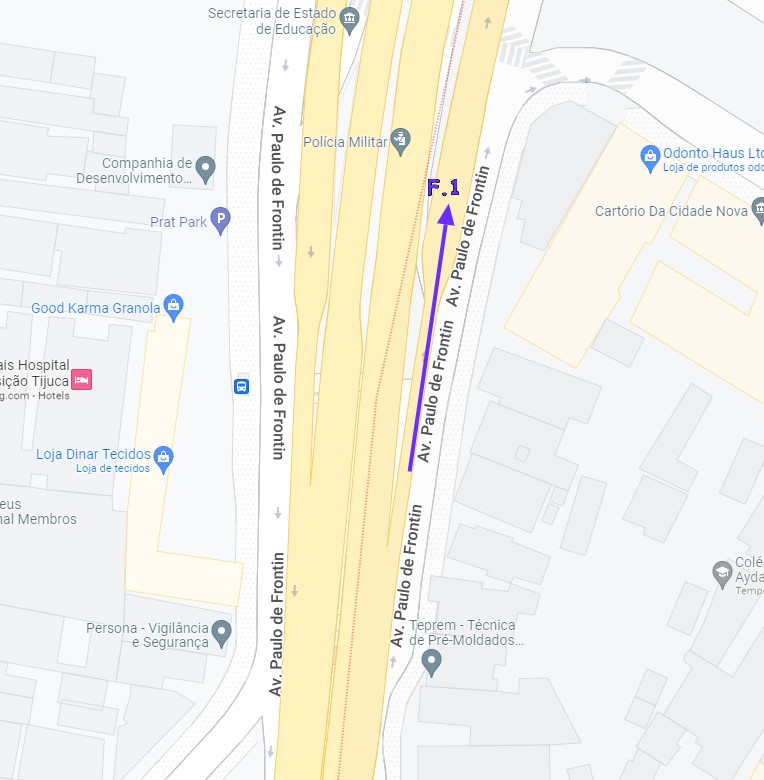 Secretaria de Estado
de Educação
Av. Paulo de Frontin
Polícia Militar
Odonto Haus Ltd
Loja de produtos odo
Companhia de
Desenvolvimento...
F.1
Av. Paulo de Frontin
Cartório Da Cidade Nova
P
Prat Park
Good Karma Granola
Av. Paulo de Frontin
Av. Paulo de Frontin
ais Hospital
sição Tijuca
g.com - Hotels
Loja Dinar Tecidos
Loja de tecidos
eus
nal Membros
Av. Paulo de Frontin
Av. Paulo de Frontin
Colé
Ayda
Tempo
Persona - Vigilância
e Segurança
Teprem - Técnica
de Pré-Moldados...